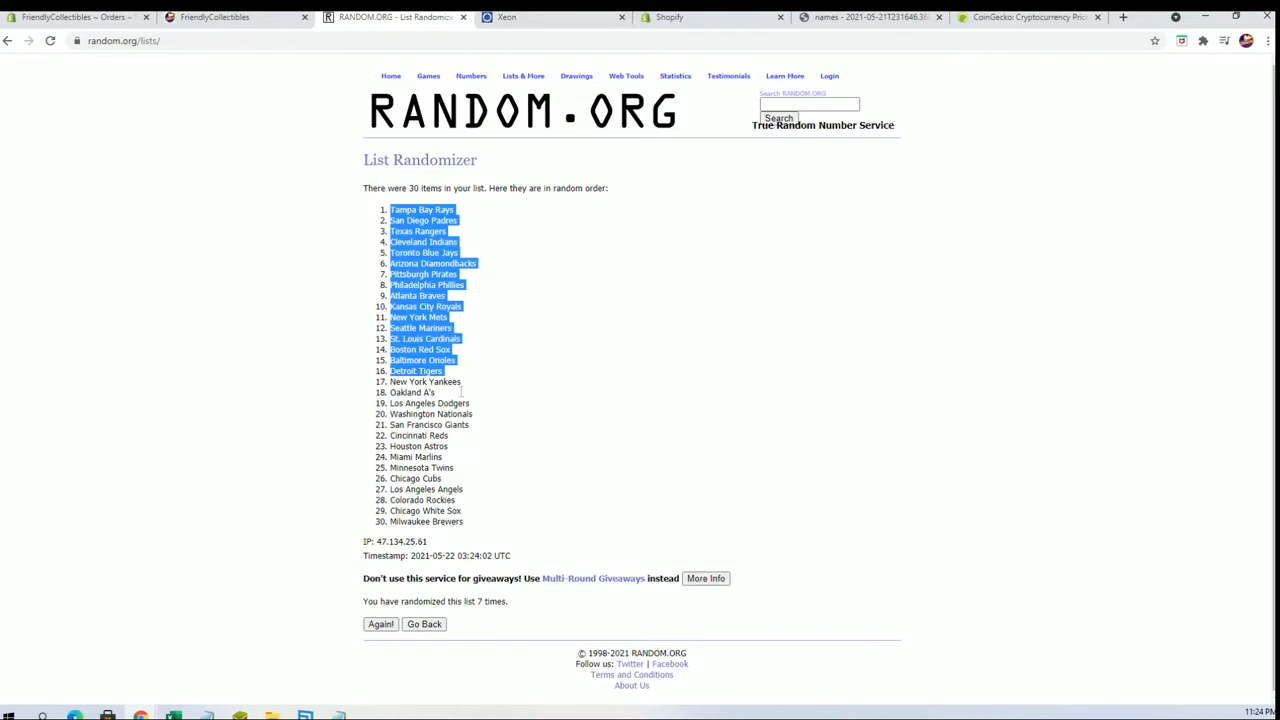 FriendlyCollectibles ~ Orders ~ S
FriendlyCollectibles
RANDOM.ORG - List Randomizer
Xeon
Shopify
names - 2021-05-21T231646.36
CoinGecko: Cryptocurrency Price
random.org/lists/
Home Games Numbers Lists & More Drawings Web Tools Statistics Testimonials Learn More Login
Search RANDOM.ORG
RANDOM.ORG
Search
True Random Number Service
List Randomizer
There were 30 items in your list. Here they are in random order:
1. Tampa Bay Rays
2. San Diego Padres
3. Texas Rangers
4. Cleveland Indians
5. Toronto Blue Jays
6. Arizona Diamondbacks
7. Pittsburgh Pirates
8. Philadelphia Phillies
9. Atlanta Braves
10. Kansas City Royals
11. New York Mets
12. Seattle Mariners
13. St. Louis Cardinals
14. Boston Red Sox
15. Baltimore Orioles
16. Detroit Tigers
17. New York Yankees
18. Oakland A's
19. Los Angeles Dodgers
20. Washington Nationals
21. San Francisco Giants
22. Cincinnati Reds
23. Houston Astros
24. Miami Marlins
25. Minnesota Twins
26. Chicago Cubs
27. Los Angeles Angels
28. Colorado Rockies
29. Chicago White Sox
30. Milwaukee Brewers
IP: 47.134.25.61
Timestamp: 2021-05-22 03:24:02 UTC
Don't use this service for giveaways! Use Multi-Round Giveaways instead More Info
You have randomized this list 7 times.
Again! Go Back
© 1998-2021 RANDOM.ORG
Follow us: Twitter | Facebook
Terms and Conditions
About Us
11:24 PM